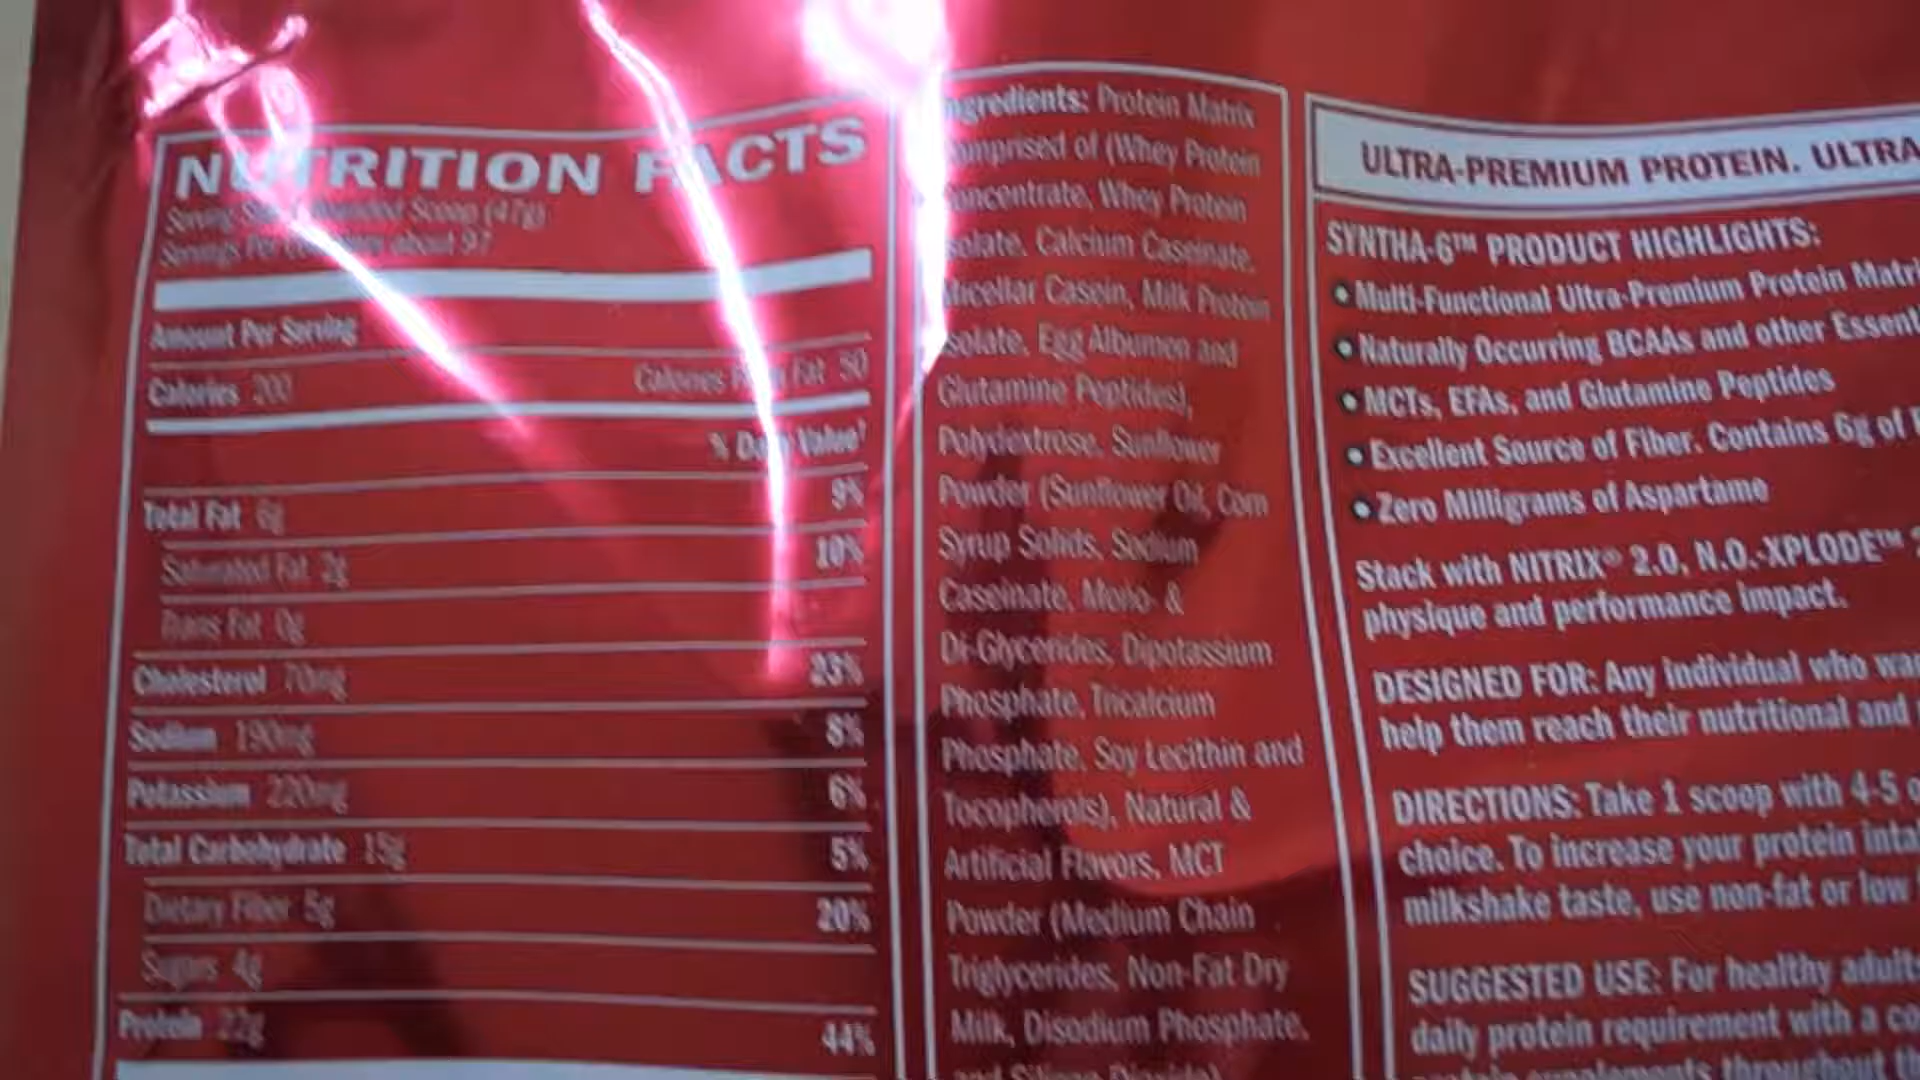 NUTRITION FACTS
Serving Size Rounded Scoop (47g)
Servings Per Container about 97
Amount Per Serving
Calories 200 Calories From Fat 50
% Daily Value†
Total Fat 6g 9%
Saturated Fat 2g 10%
Trans Fat 0g
Cholesterol 70mg 23%
Sodium 190mg 8%
Potassium 220mg 6%
Total Carbohydrate 15g 5%
Dietary Fiber 5g 20%
Sugars 4g
Protein 22g 44%
Ingredients: Protein Matrix
Comprised of (Whey Protein
Concentrate, Whey Protein
Isolate, Calcium Caseinate,
Micellar Casein, Milk Protein
Isolate, Egg Albumen and
Glutamine Peptides),
Polydextrose, Sunflower
Powder (Sunflower Oil, Corn
Syrup Solids, Sodium
Caseinate, Mono- &
Di-Glycerides, Dipotassium
Phosphate, Tricalcium
Phosphate, Soy Lecithin and
Tocopherols), Natural &
Artificial Flavors, MCT
Powder (Medium Chain
Triglycerides, Non-Fat Dry
Milk, Disodium Phosphate,
and Silicon Dioxide)
ULTRA-PREMIUM PROTEIN. ULTRA
SYNTHA-6™ PRODUCT HIGHLIGHTS:
• Multi-Functional Ultra-Premium Protein Matri
• Naturally Occurring BCAAs and other Essent
• MCTs, EFAs, and Glutamine Peptides
• Excellent Source of Fiber. Contains 6g of
• Zero Milligrams of Aspartame
Stack with NITRIX® 2.0, N.O.-XPLODE™ 2
physique and performance impact.
DESIGNED FOR: Any individual who wan
help them reach their nutritional and
DIRECTIONS: Take 1 scoop with 4-5 o
choice. To increase your protein inta
milkshake taste, use non-fat or low
SUGGESTED USE: For healthy adults
daily protein requirement with a co
protein supplements throughout th